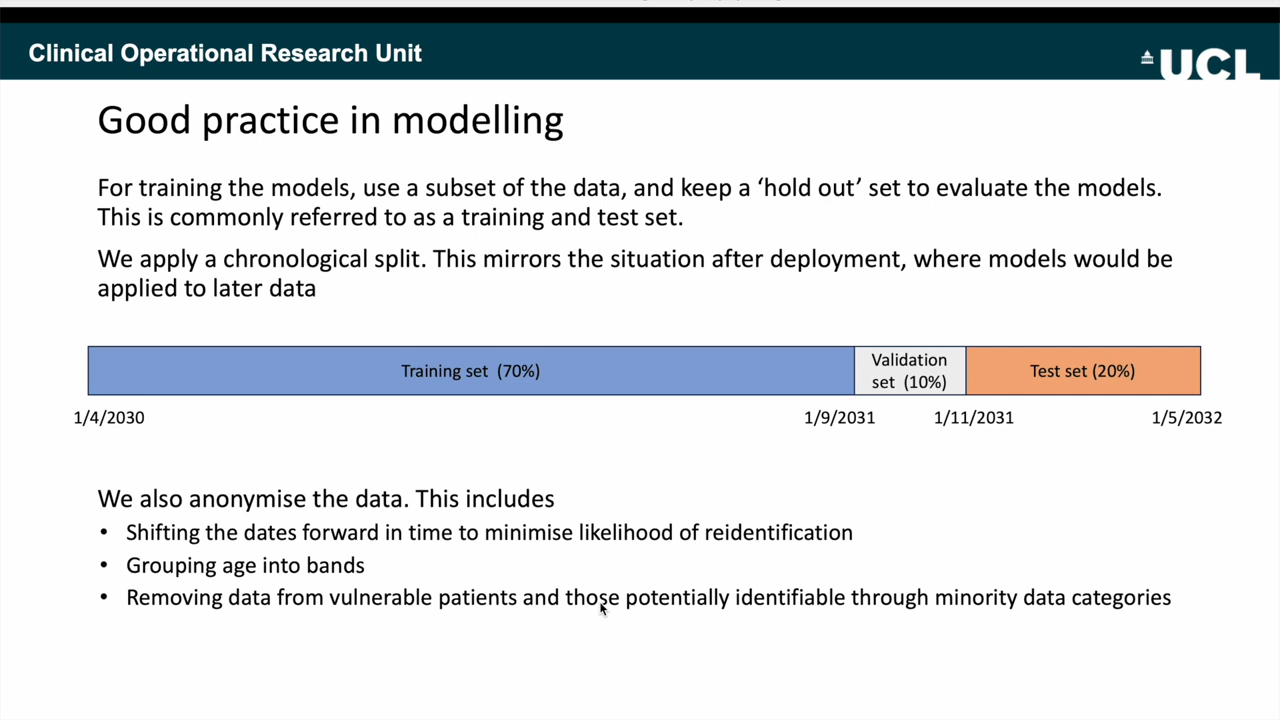 Clinical Operational Research Unit
UCL
Good practice in modelling
For training the models, use a subset of the data, and keep a ‘hold out’ set to evaluate the models.
This is commonly referred to as a training and test set.
We apply a chronological split. This mirrors the situation after deployment, where models would be
applied to later data
Training set (70%)
Validation
set (10%)
Test set (20%)
1/4/2030
1/9/2031
1/11/2031
1/5/2032
We also anonymise the data. This includes
• Shifting the dates forward in time to minimise likelihood of reidentification
• Grouping age into bands
• Removing data from vulnerable patients and those potentially identifiable through minority data categories